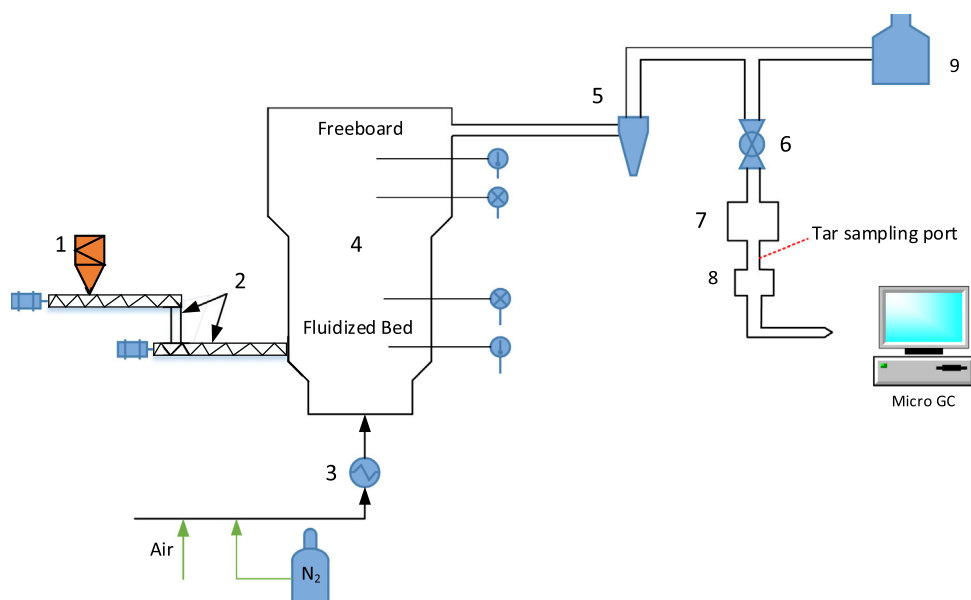 Freeboard
5
9
6
1
4
7
Tar sampling port
2
8
Fluidized Bed
Micro GC
3
Air
N₂